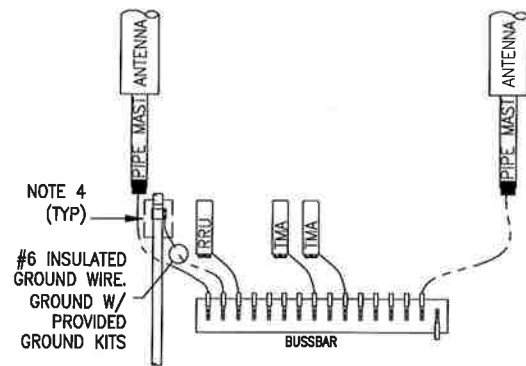 ANTENNA
PIPE MAST
ANTENNA
PIPE MAST
NOTE 4
(TYP)
RRU
TMA
TMA
#6 INSULATED
GROUND WIRE.
GROUND W/
PROVIDED
GROUND KITS
BUSSBAR